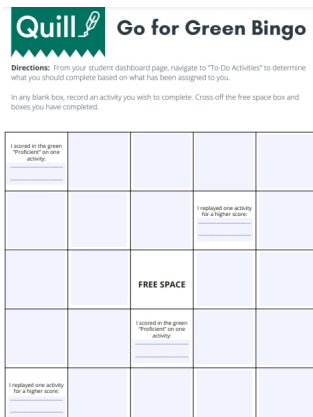 Quill
Go for Green Bingo
Directions: From your student dashboard page, navigate to "To-Do Activities" to determine
what you should complete based on what has been assigned to you.
In any blank box, record an activity you wish to complete. Cross off the free space box and
boxes you have completed.
I scored in the green
"Proficient" on one
activity:
I replayed one activity
for a higher score:
FREE SPACE
I scored in the green
"Proficient" on one
activity:
I replayed one activity
for a higher score: